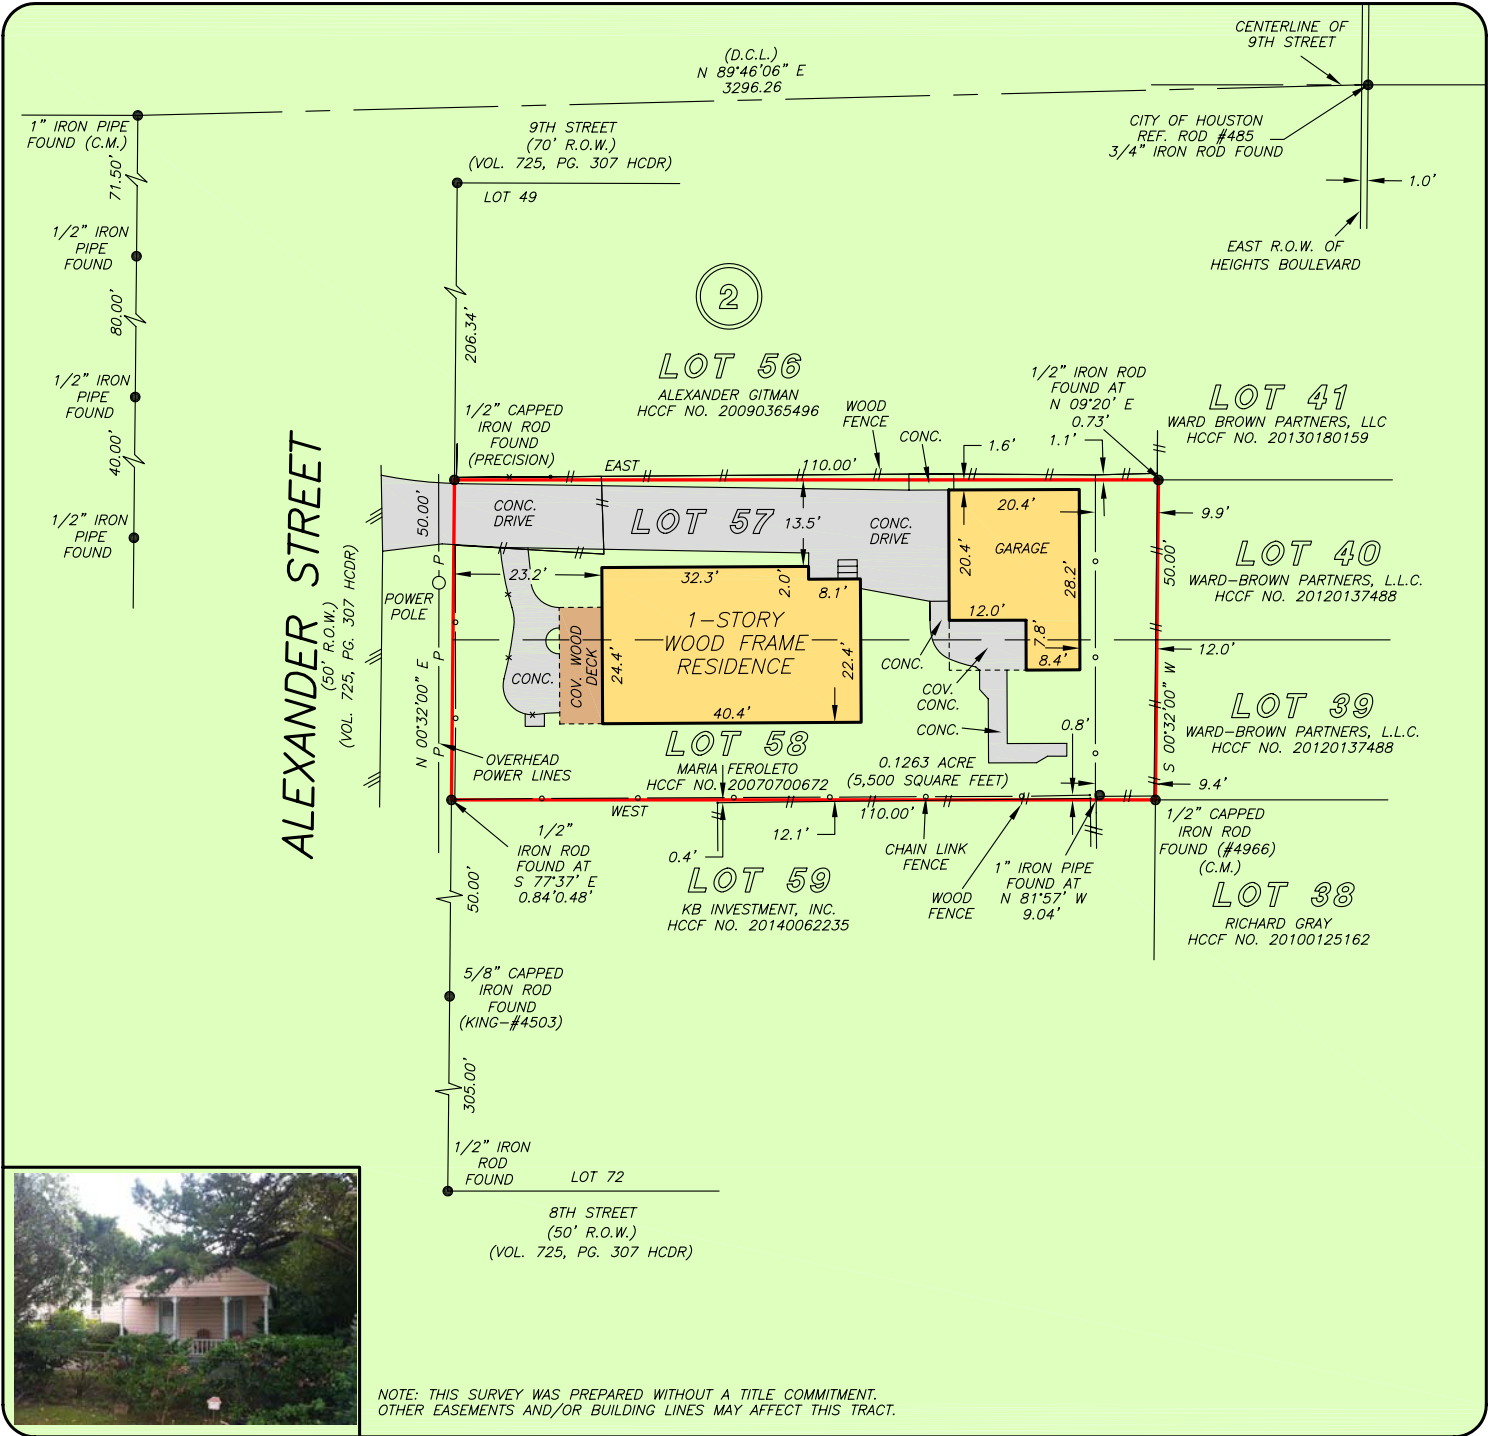 CENTERLINE OF
9TH STREET
(D.C.L.)
N 89°46'06" E
3296.26
1" IRON PIPE
FOUND (C.M.)
9TH STREET
(70' R.O.W.)
(VOL. 725, PG. 307 HCDR)
CITY OF HOUSTON
REF. ROD #485
3/4" IRON ROD FOUND
71.50'
LOT 49
1.0'
1/2" IRON
PIPE
FOUND
EAST R.O.W. OF
HEIGHTS BOULEVARD
80.00'
2
206.34'
1/2" IRON
PIPE
FOUND
LOT 56
ALEXANDER GITMAN
HCCF NO. 20090365496
1/2" IRON ROD
FOUND AT
N 09°20' E
0.73'
LOT 41
WARD BROWN PARTNERS, LLC
HCCF NO. 20130180159
1/2" CAPPED
IRON ROD
FOUND
(PRECISION)
WOOD
FENCE
CONC.
1.6'
1.1'
40.00'
EAST
110.00'
1/2" IRON
PIPE
FOUND
ALEXANDER STREET
(50' R.O.W.)
(VOL. 725, PG. 307 HCDR)
50.00'
CONC.
DRIVE
LOT 57
13.5'
CONC.
DRIVE
20.4'
9.9'
GARAGE
20.4'
28.2'
50.00'
LOT 40
WARD-BROWN PARTNERS, L.L.C.
HCCF NO. 20120137488
P
23.2'
32.3'
2.0'
8.1'
POWER
POLE
12.0'
1-STORY
WOOD FRAME
RESIDENCE
7.8'
8.4'
12.0'
P
N 00°32'00" E
CONC.
COV. WOOD
DECK
24.4'
22.4'
CONC.
COV.
CONC.
S 00°32'00" W
LOT 39
WARD-BROWN PARTNERS, L.L.C.
HCCF NO. 20120137488
40.4'
CONC.
0.8'
P
OVERHEAD
POWER LINES
LOT 58
MARIA FEROLETO
HCCF NO. 20070700672
0.1263 ACRE
(5,500 SQUARE FEET)
9.4'
WEST
110.00'
1/2"
IRON ROD
FOUND AT
S 77°37' E
0.84'0.48'
12.1'
0.4'
CHAIN LINK
FENCE
1/2" CAPPED
IRON ROD
FOUND (#4966)
(C.M.)
50.00'
LOT 59
KB INVESTMENT, INC.
HCCF NO. 20140062235
WOOD
FENCE
1" IRON PIPE
FOUND AT
N 81°57' W
9.04'
LOT 38
RICHARD GRAY
HCCF NO. 20100125162
5/8" CAPPED
IRON ROD
FOUND
(KING-#4503)
305.00'
1/2" IRON
ROD
FOUND
LOT 72
8TH STREET
(50' R.O.W.)
(VOL. 725, PG. 307 HCDR)
NOTE: THIS SURVEY WAS PREPARED WITHOUT A TITLE COMMITMENT.
OTHER EASEMENTS AND/OR BUILDING LINES MAY AFFECT THIS TRACT.